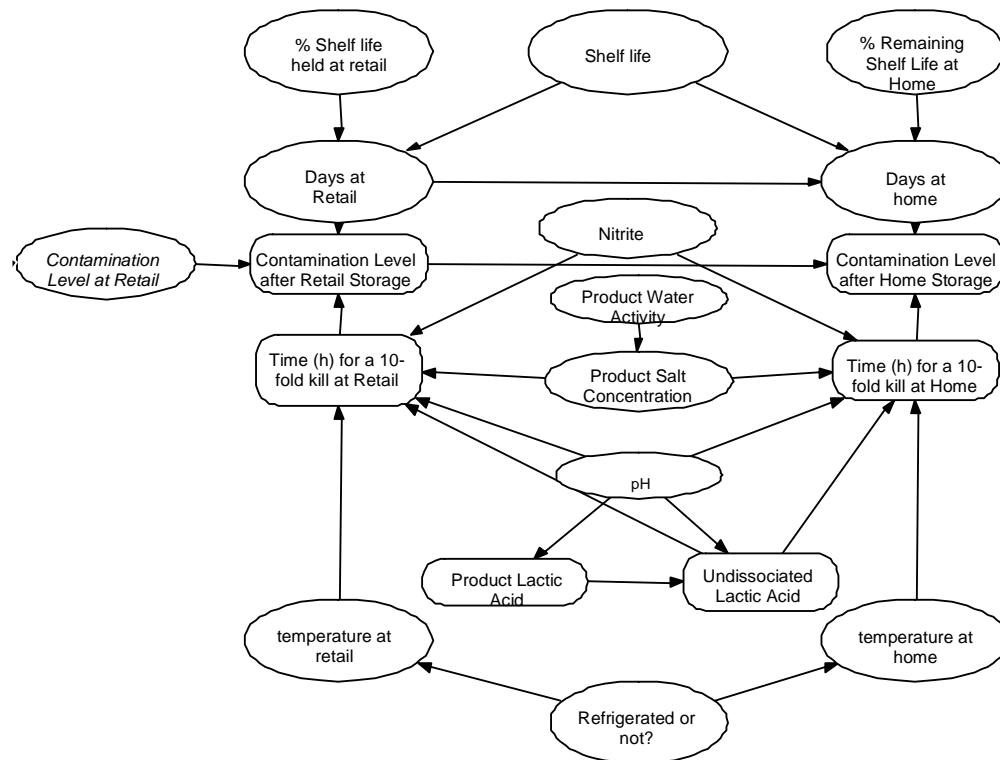 % Shelf life
held at retail
Shelf life
% Remaining
Shelf Life at
Home
Days at
Retail
Days at
home
Nitrite
Contamination
Level at Retail
Contamination Level
after Retail Storage
Contamination Level
after Home Storage
Product Water
Activity
Time (h) for a 10-
fold kill at Retail
Product Salt
Concentration
Time (h) for a 10-
fold kill at Home
pH
Product Lactic
Acid
Undissociated
Lactic Acid
temperature at
retail
temperature at
home
Refrigerated or
not?